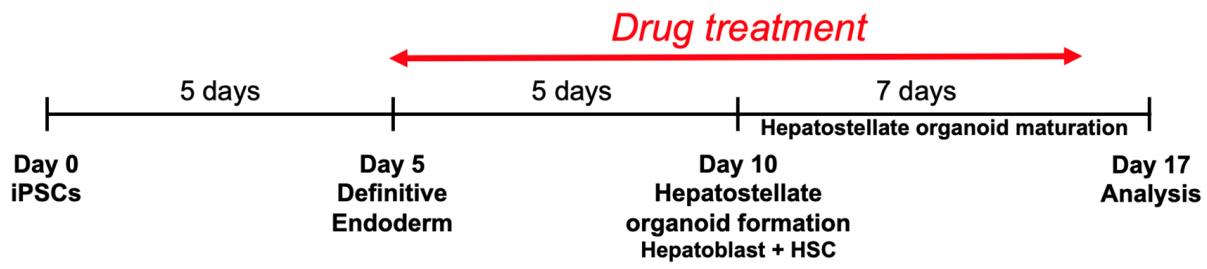 Drug treatment
5 days
5 days
7 days
Hepatostellate organoid maturation
Day 0
iPSCs
Day 5
Definitive
Endoderm
Day 10
Hepatostellate
organoid formation
Hepatoblast + HSC
Day 17
Analysis